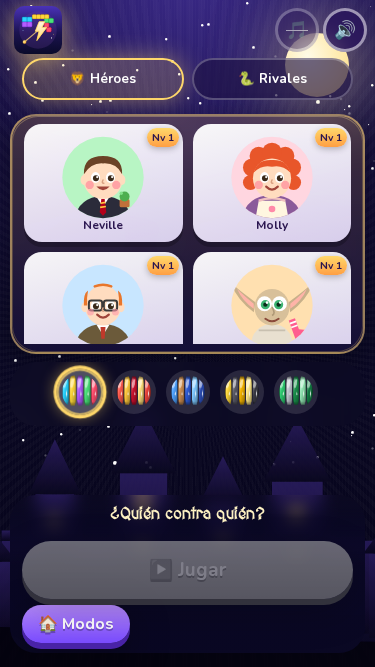 🦁 Héroes
🐍 Rivales
Nv 1
Neville
Nv 1
Molly
Nv 1
Nv 1
¿Quién contra quién?
▶️ Jugar
🏠 Modos